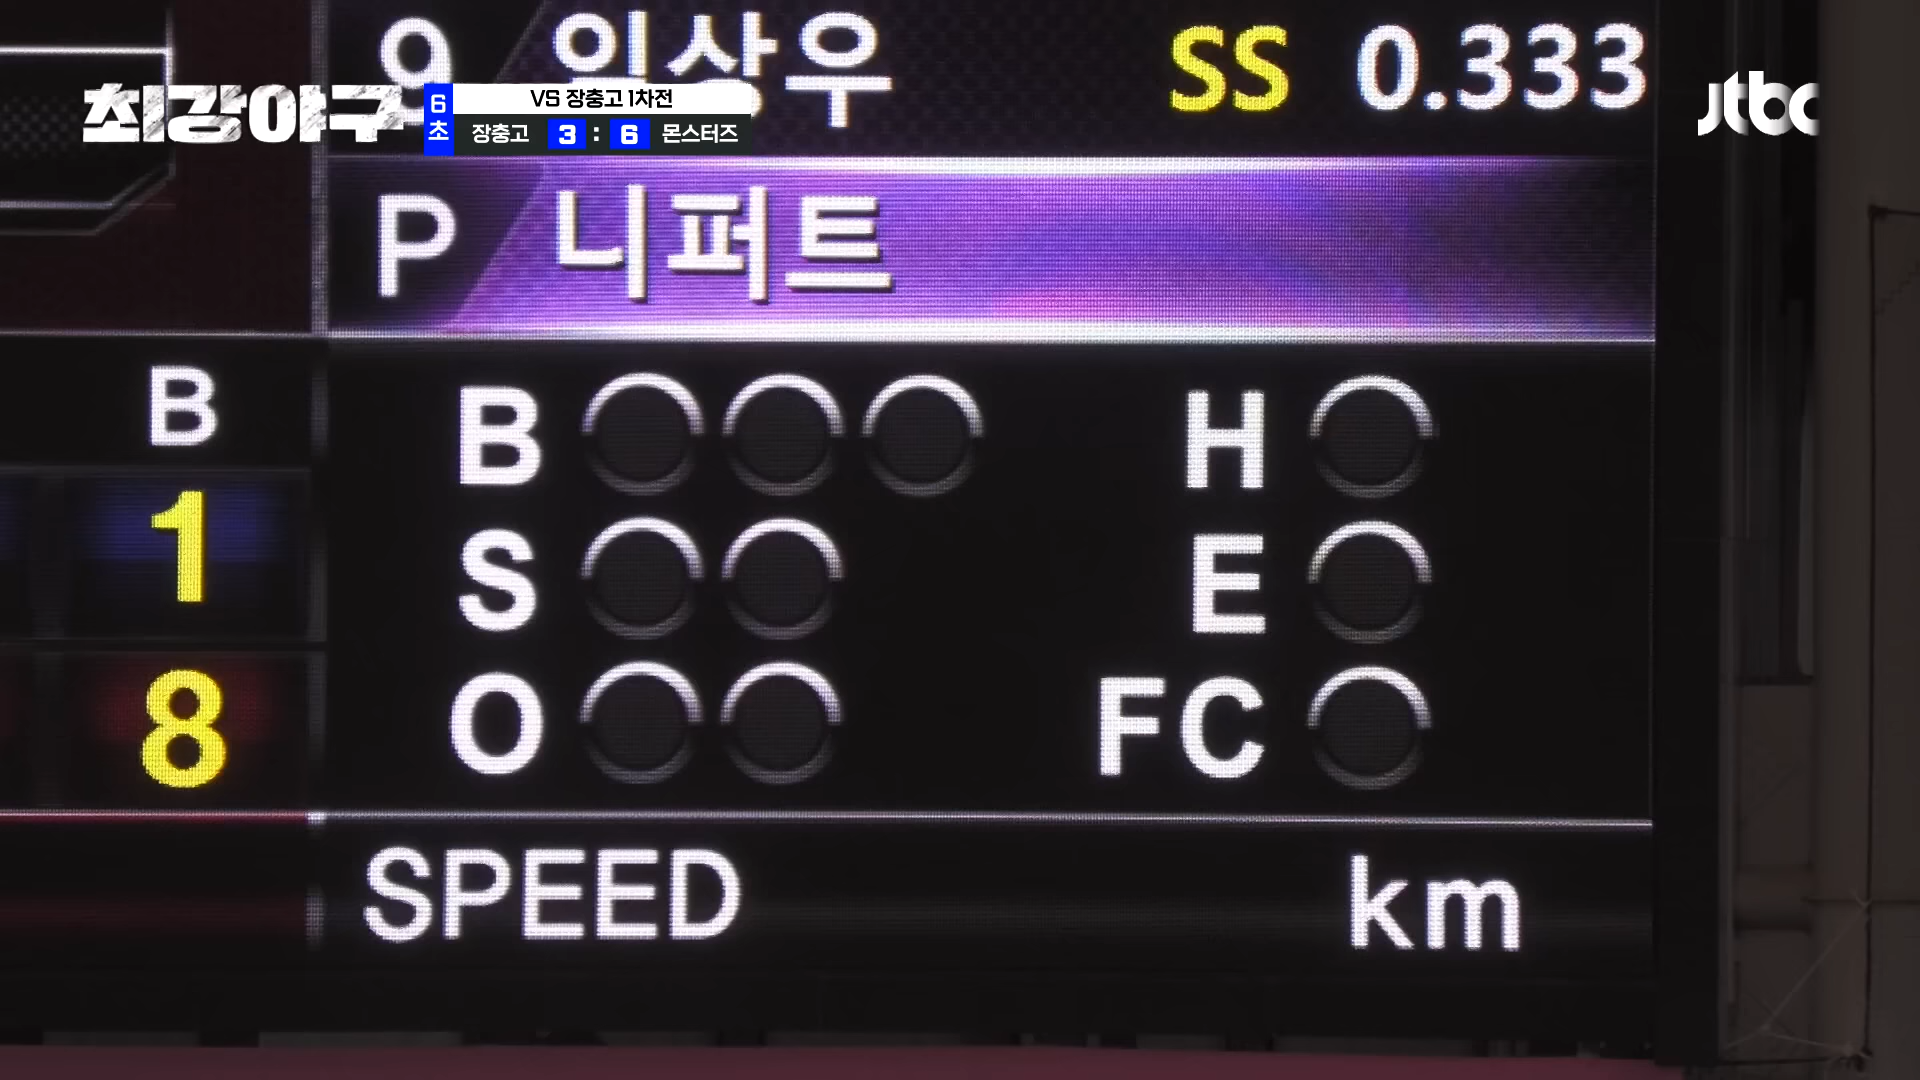 9 임상우 SS 0.333
최강야구
6초
VS 장충고 1차전
장충고 3 : 6 몬스터즈
jtbc
P 니퍼트
B
B H
1
S E
8
O FC
SPEED km